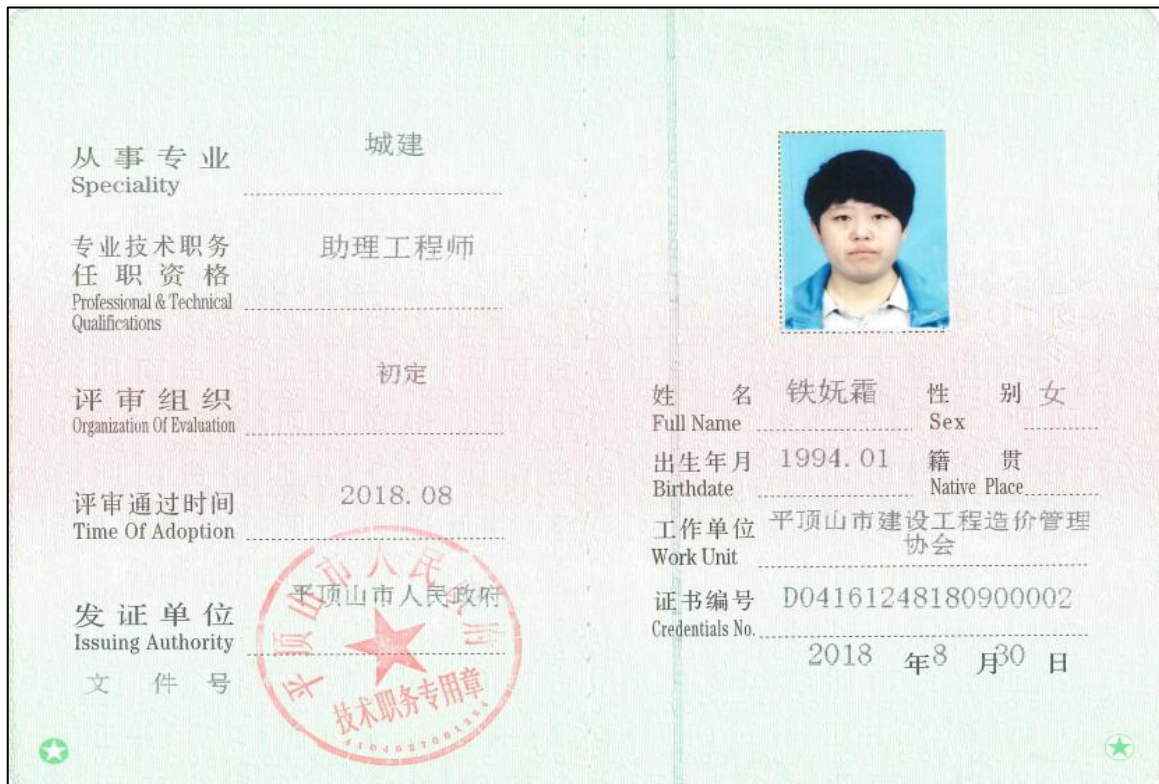 从事专业 城建
Speciality
专业技术职务 助理工程师
任职资格
Professional & Technical
Qualifications
评审组织 初定
Organization Of Evaluation
评审通过时间 2018.08
Time Of Adoption
发证单位 平顶山市人民政府
Issuing Authority
文件号
平顶山市人民政府
技术职务专用章
姓名 铁妩霜 性别 女
Full Name Sex
出生年月 1994.01 籍贯
Birthdate Native Place
工作单位 平顶山市建设工程造价管理
协会
Work Unit
证书编号 D04161248180900002
Credentials No.
2018 年 8 月 30 日